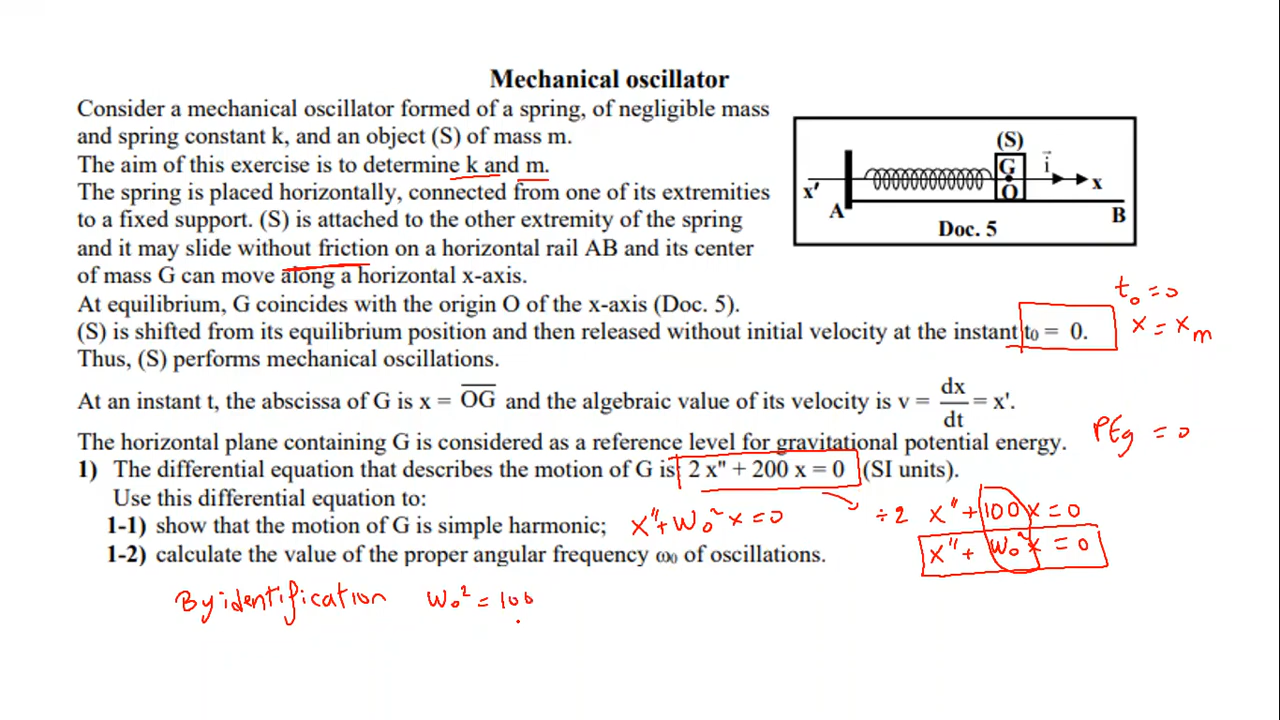 Mechanical oscillator
Consider a mechanical oscillator formed of a spring, of negligible mass
and spring constant k, and an object (S) of mass m.
The aim of this exercise is to determine k and m.
The spring is placed horizontally, connected from one of its extremities
to a fixed support. (S) is attached to the other extremity of the spring
and it may slide without friction on a horizontal rail AB and its center
of mass G can move along a horizontal x-axis.
(S)
G
i
x'
x
O
A
B
Doc. 5
At equilibrium, G coincides with the origin O of the x-axis (Doc. 5).
t₀ = 0
(S) is shifted from its equilibrium position and then released without initial velocity at the instant t₀ = 0.
x = xm
Thus, (S) performs mechanical oscillations.
At an instant t, the abscissa of G is x = OG and the algebraic value of its velocity is v = dx/dt = x'.
The horizontal plane containing G is considered as a reference level for gravitational potential energy.
PEg = 0
1) The differential equation that describes the motion of G is 2 x" + 200 x = 0 (SI units).
Use this differential equation to:
÷2 x" + 100x = 0
1-1) show that the motion of G is simple harmonic; x" + W₀² x = 0
x" + W₀²x = 0
1-2) calculate the value of the proper angular frequency ω₀ of oscillations.
By identification W₀² = 100